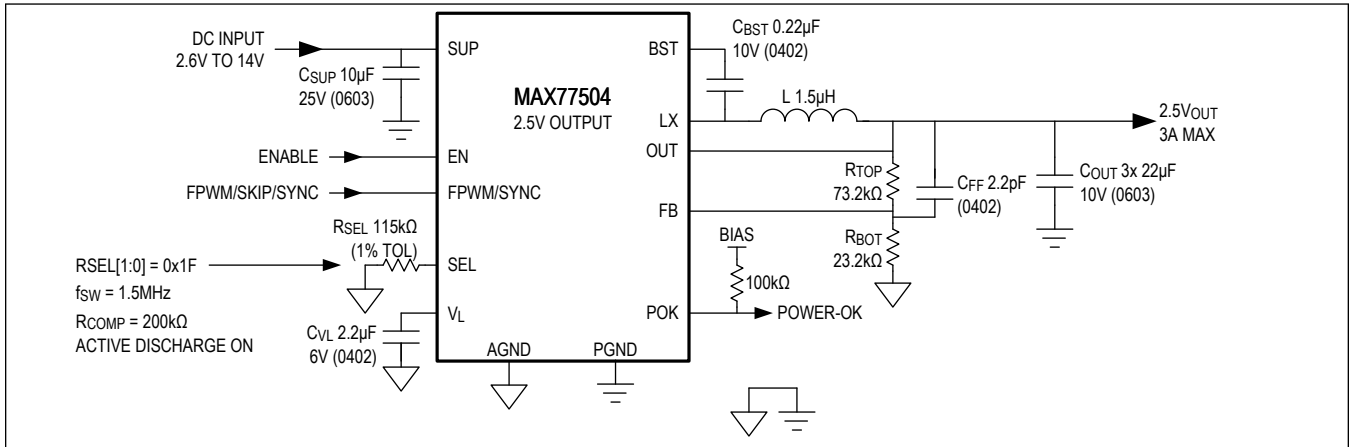 DC INPUT
2.6V TO 14V
CSUP 10µF
25V (0603)
ENABLE
FPWM/SKIP/SYNC
RSEL 115kΩ
(1% TOL)
RSEL[1:0] = 0x1F
fSW = 1.5MHz
RCOMP = 200kΩ
ACTIVE DISCHARGE ON
CVL 2.2µF
6V (0402)
SUP
EN
FPWM/SYNC
SEL
VL
MAX77504
2.5V OUTPUT
AGND
PGND
BST
LX
OUT
FB
POK
CBST 0.22µF
10V (0402)
L 1.5µH
2.5VOUT
3A MAX
RTOP
73.2kΩ
CFF 2.2pF
(0402)
COUT 3x 22µF
10V (0603)
RBOT
23.2kΩ
BIAS
100kΩ
POWER-OK